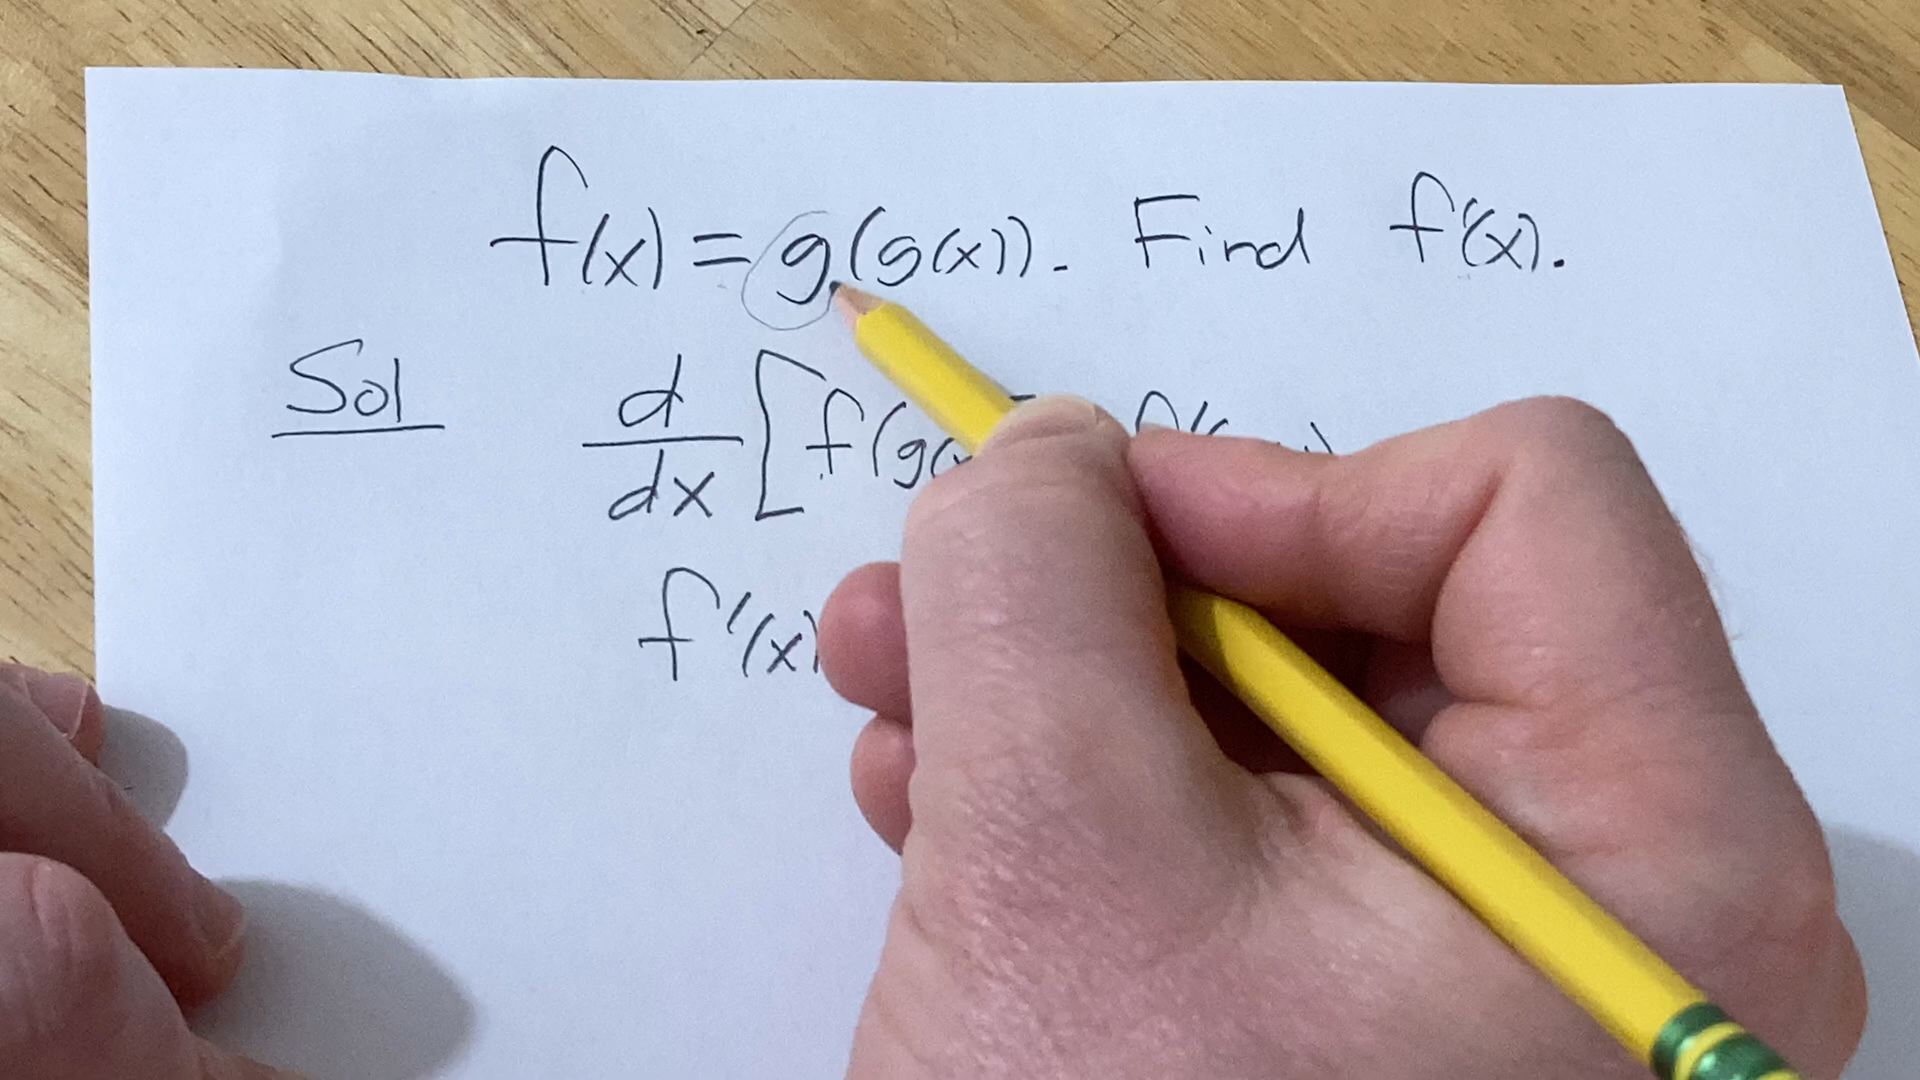 f(x) = g(g(x)). Find f'(x).
Sol d/dx [f(g(x f'(
f'(x)